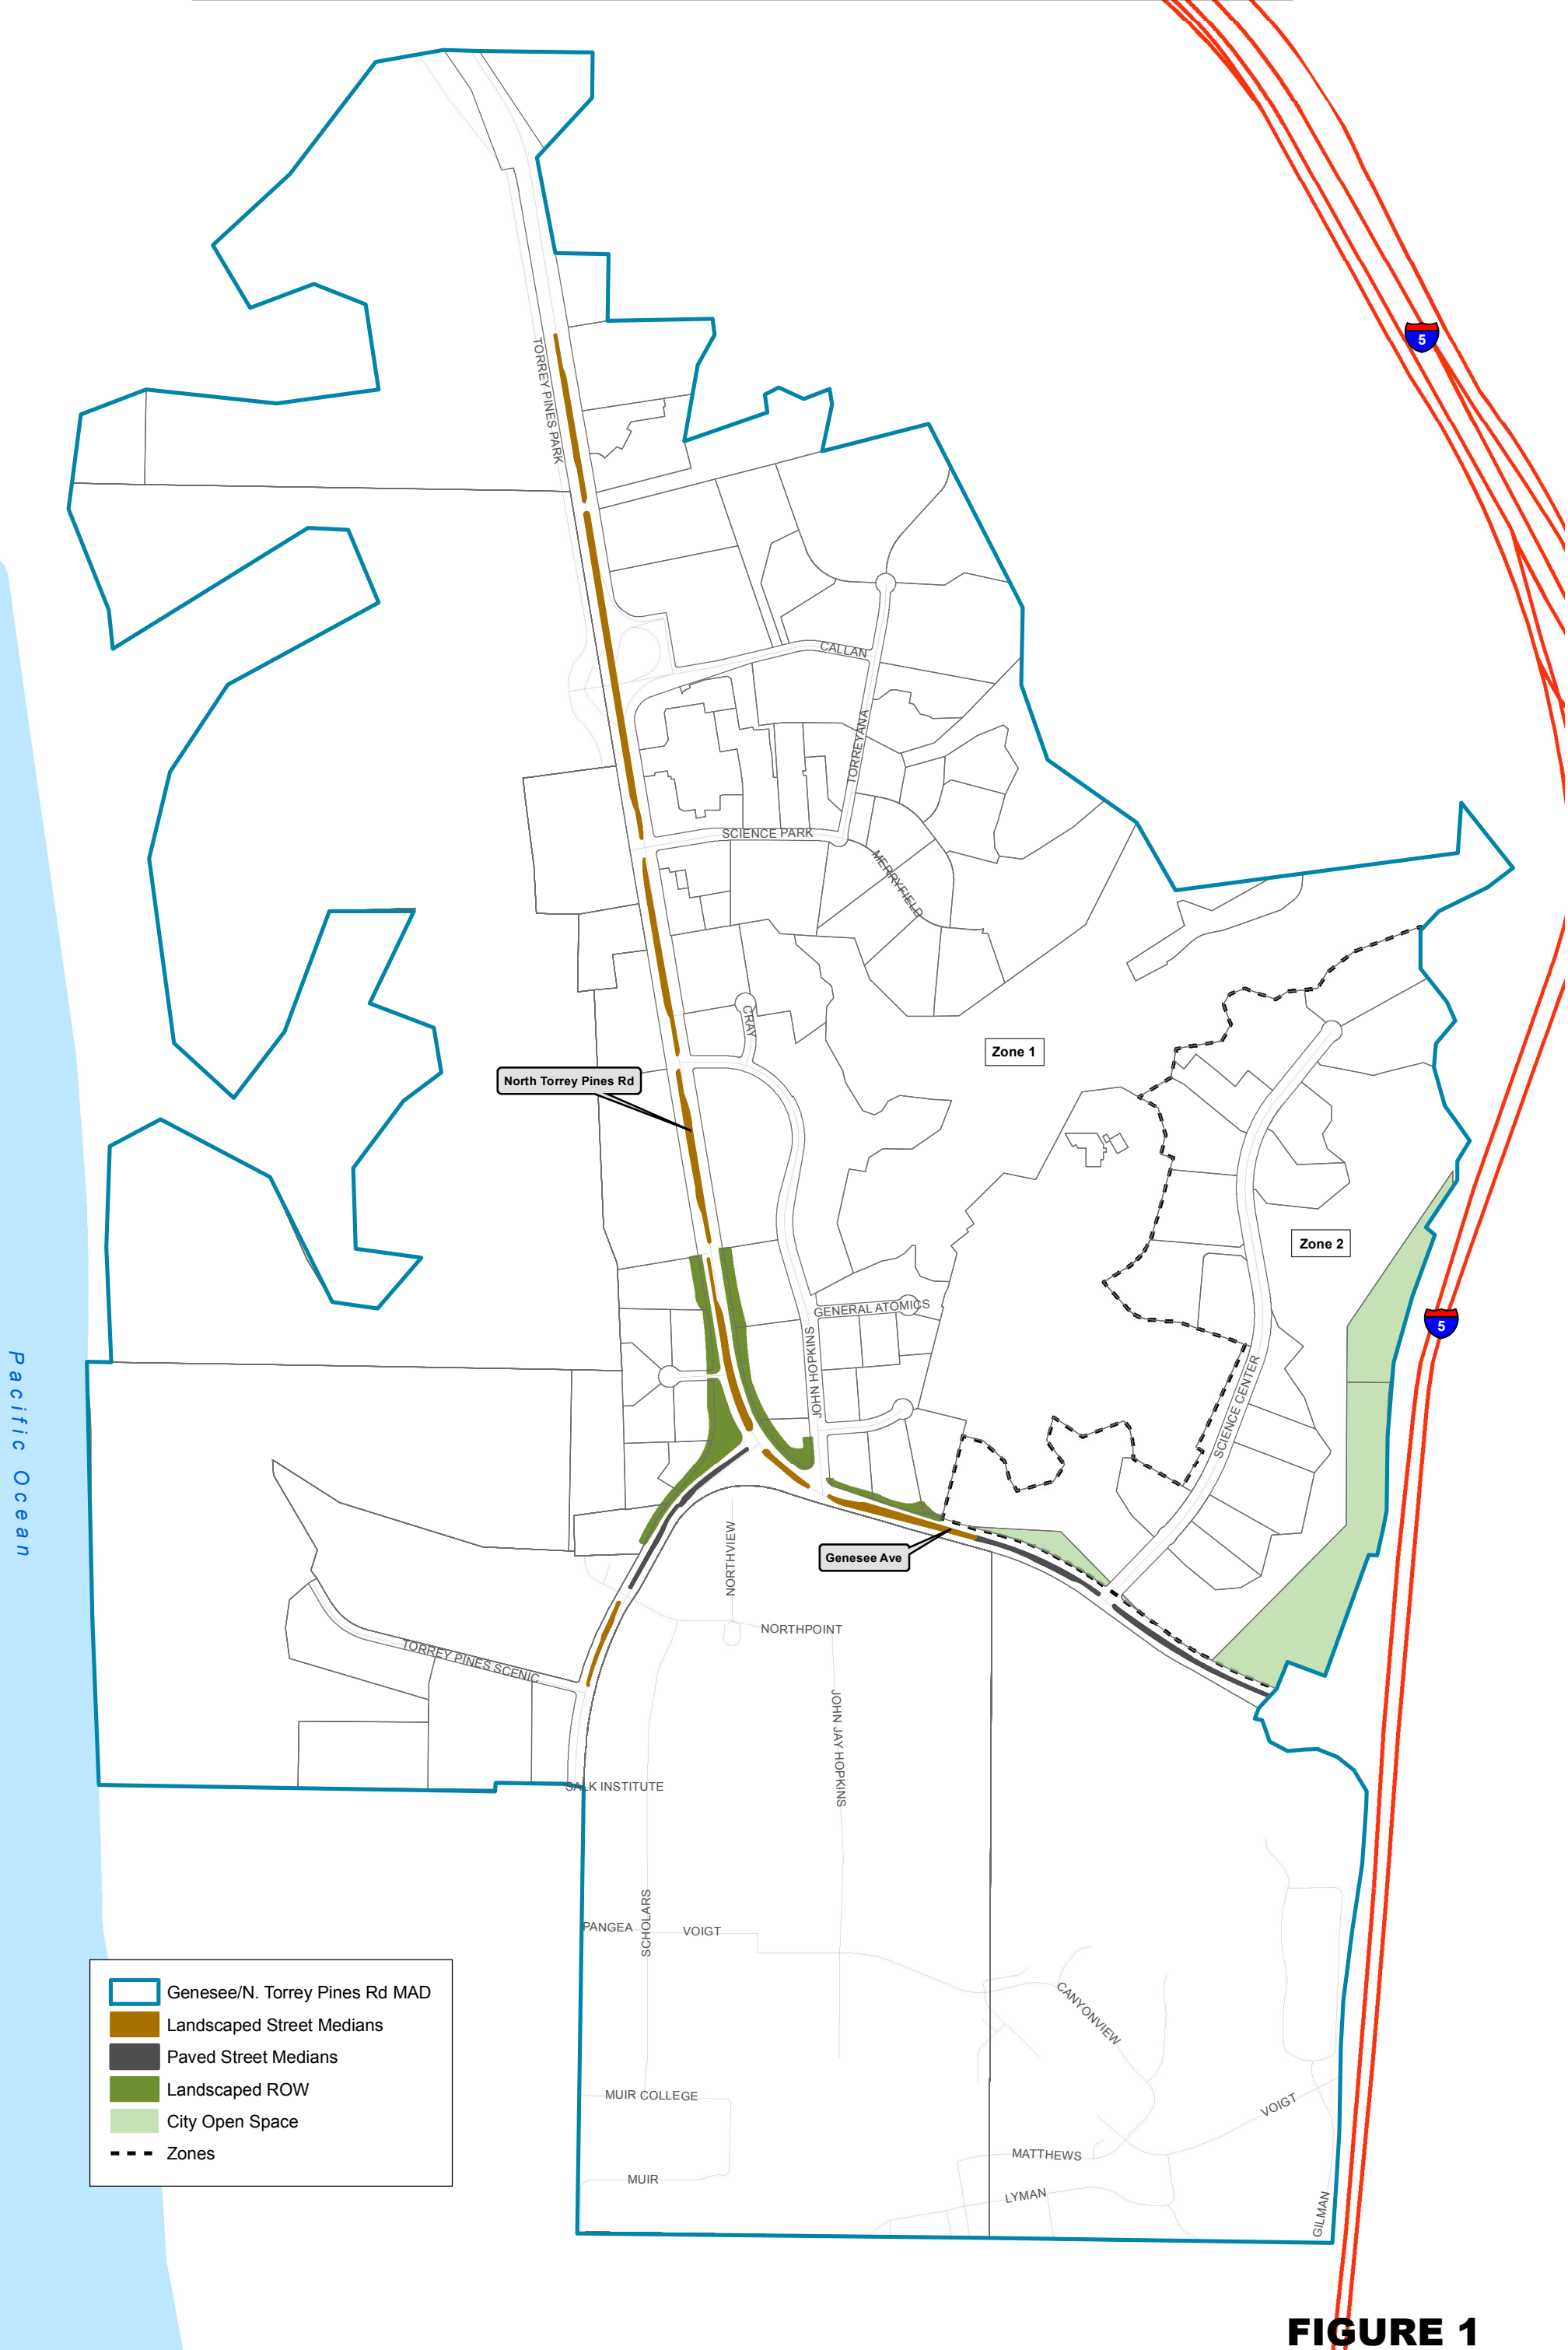 5
TORREY PINES PARK
CALLAN
TORREYANA
SCIENCE PARK
MERRYFIELD
CRAY
Zone 1
North Torrey Pines Rd
Zone 2
GENERAL ATOMICS
5
JOHN HOPKINS
SCIENCE CENTER
Pacific Ocean
NORTHVIEW
Genesee Ave
NORTHPOINT
TORREY PINES SCENIC
JOHN JAY HOPKINS
SALK INSTITUTE
SCHOLARS
PANGEA
VOIGT
Genesee/N. Torrey Pines Rd MAD
Landscaped Street Medians
Paved Street Medians
Landscaped ROW
City Open Space
Zones
CANYONVIEW
MUIR COLLEGE
VOIGT
MATTHEWS
MUIR
LYMAN
GILMAN
FIGURE 1